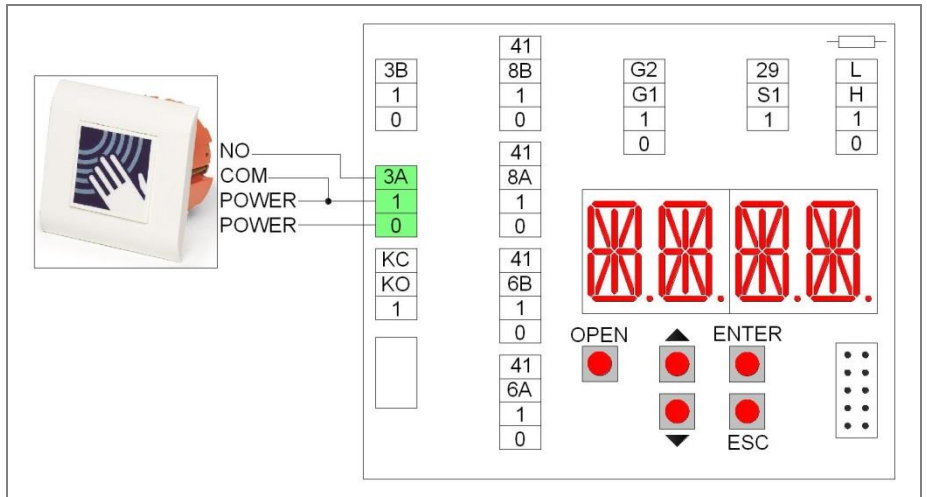 NO
COM
POWER
POWER
3B
1
0
3A
1
0
KC
KO
1
41
8B
1
0
41
8A
1
0
41
6B
1
0
41
6A
1
0
G2
G1
1
0
29
S1
1
L
H
1
0
OPEN
ENTER
ESC